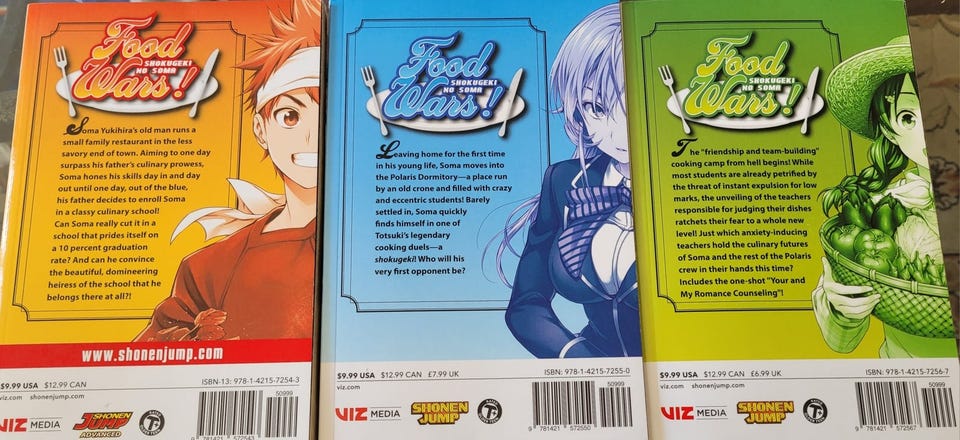 Food
SHOKUGEKI
NO SOMA
Wars!
Soma Yukihira's old man runs a
small family restaurant in the less
savory end of town. Aiming to one day
surpass his father's culinary prowess,
Soma hones his skills day in and day
out until one day, out of the blue,
his father decides to enroll Soma
in a classy culinary school!
Can Soma really cut it in a
school that prides itself on
a 10 percent graduation
rate? And can he convince
the beautiful, domineering
heiress of the school that he
belongs there at all?!
www.shonenjump.com
$9.99 USA $12.99 CAN
ISBN-13: 978-1-4215-7254-3
viz.com shonenjump.com
50999
VIZ MEDIA
SHONEN
JUMP
ADVANCED
T+
9 781421 572543
Food
SHOKUGEKI
NO SOMA
Wars!
Leaving home for the first time
in his young life, Soma moves into
the Polaris Dormitory—a place run
by an old crone and filled with crazy
and eccentric students! Barely
settled in, Soma quickly
finds himself in one of
Totsuki's legendary
cooking duels—a
shokugeki! Who will his
very first opponent be?
$9.99 USA $12.99 CAN £7.99 UK
ISBN: 978-1-4215-7255-0
viz.com
50999
VIZ MEDIA
SHONEN
JUMP
T+
9 781421 572550
Food
SHOKUGEKI
NO SOMA
Wars!
The "friendship and team-building"
cooking camp from hell begins! While
most students are already petrified by
the threat of instant expulsion for low
marks, the unveiling of the teachers
responsible for judging their dishes
ratchets their fear to a whole new
level! Just which anxiety-inducing
teachers hold the culinary futures
of Soma and the rest of the Polaris
crew in their hands this time?
Includes the one-shot "Your and
My Romance Counseling"!
$9.99 USA $12.99 CAN £6.99 UK
ISBN: 978-1-4215-7256-7
viz.com shonenjump.com
50999
VIZ MEDIA
SHONEN
JUMP
T+
9 781421 572567